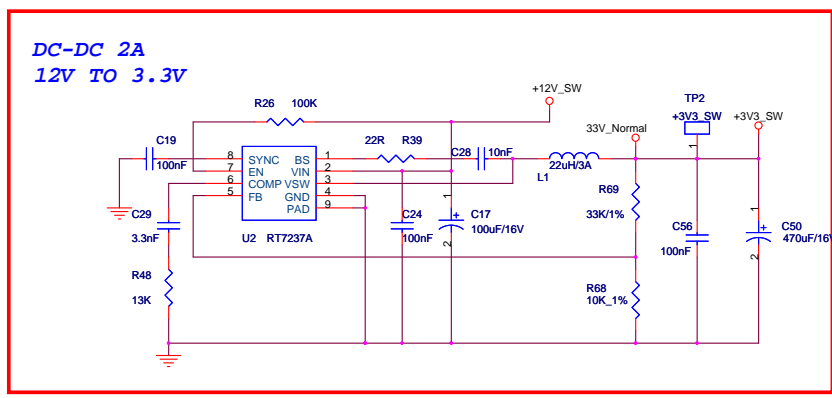 DC-DC 2A
12V TO 3.3V
+12V_SW
TP2
R26 100K
+3V3_SW
+3V3_SW
33V_Normal
C19
100nF
22R R39
C28 10nF
22uH/3A
L1
8 SYNC BS 1
7 EN VIN 2
6 COMP VSW 3
5 FB GND 4
PAD 9
U2 RT7237A
1
R69
33K/1%
C29
3.3nF
C24
100nF
1
C17
100uF/16V
2
C56
100nF
1
C50
470uF/16V
2
R48
13K
R68
10K_1%